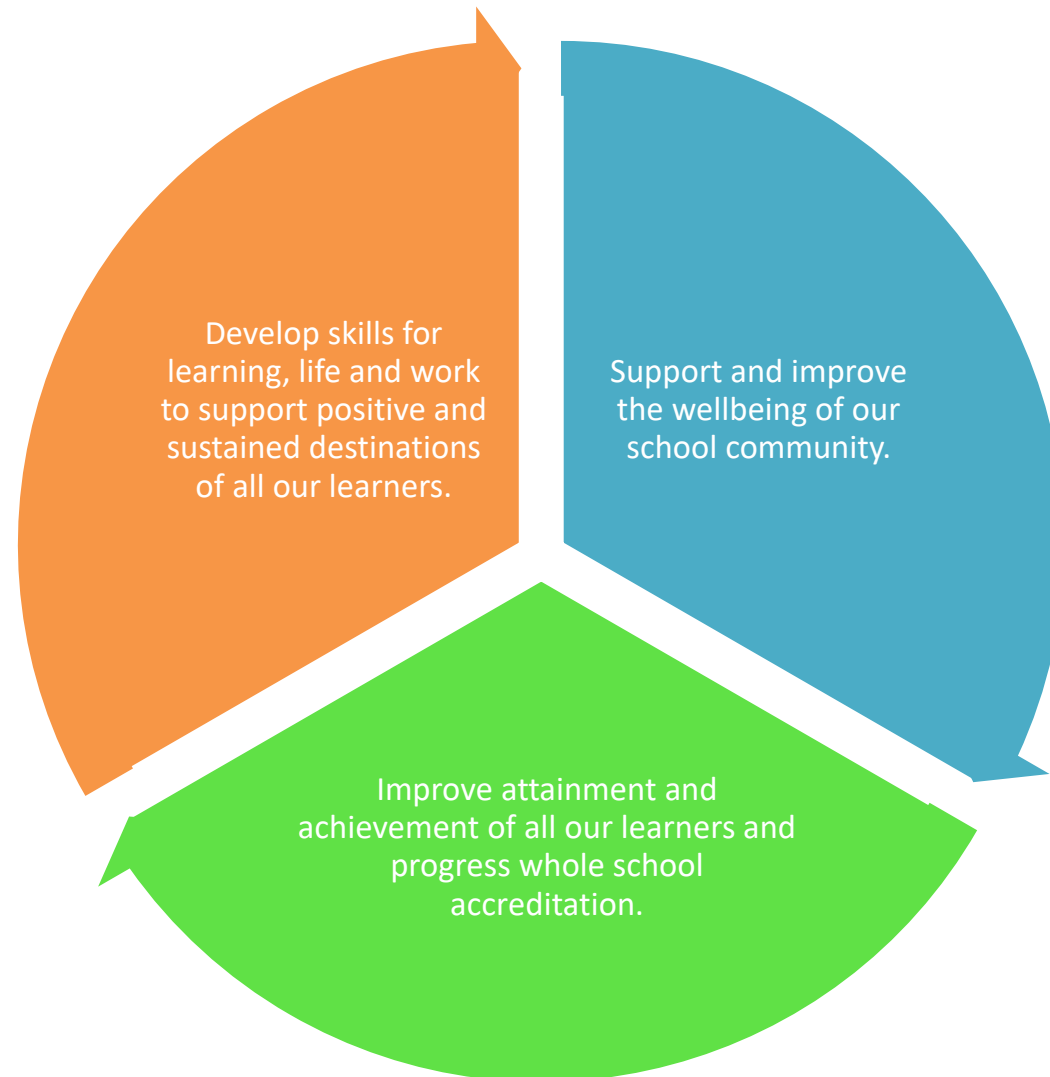 Develop skills for
learning, life and work
to support positive and
sustained destinations
of all our learners.
Support and improve
the wellbeing of our
school community.
Improve attainment and
achievement of all our learners and
progress whole school
accreditation.